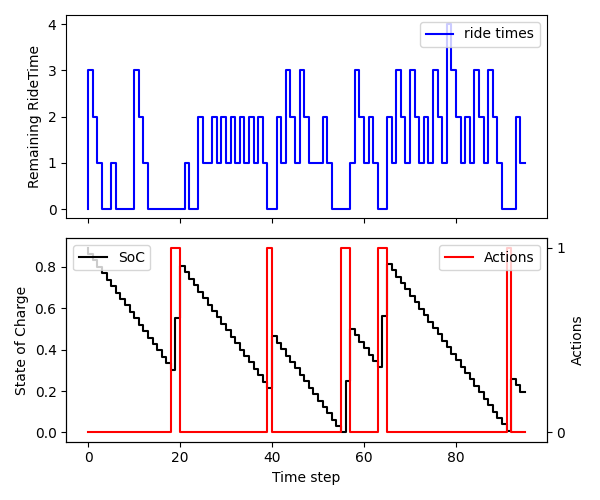 4
3
2
1
0
Remaining RideTime
ride times
0.8
0.6
0.4
0.2
0.0
State of Charge
SoC
Actions
1
0
Actions
0 20 40 60 80
Time step